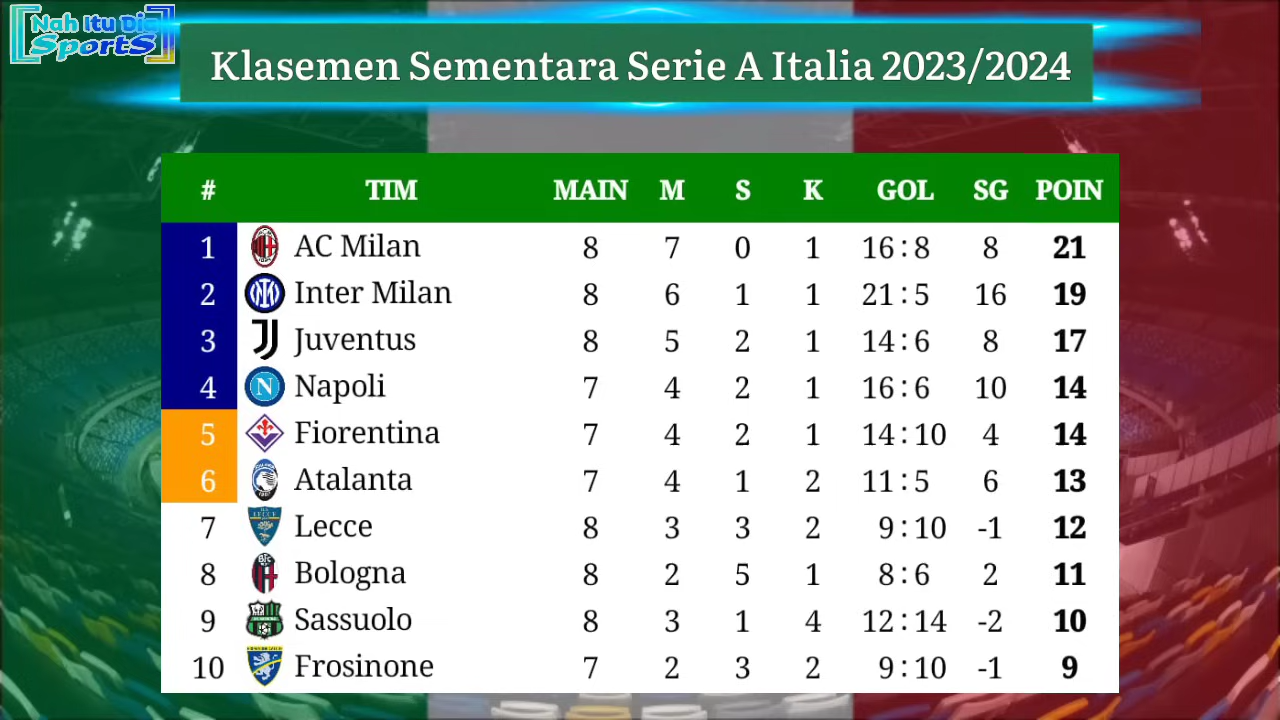 Nah Itu Dia
SportS
Klasemen Sementara Serie A Italia 2023/2024
# TIM MAIN M S K GOL SG POIN
1 AC Milan 8 7 0 1 16:8 8 21
2 Inter Milan 8 6 1 1 21:5 16 19
3 Juventus 8 5 2 1 14:6 8 17
4 N Napoli 7 4 2 1 16:6 10 14
5 Fiorentina 7 4 2 1 14:10 4 14
6 Atalanta 7 4 1 2 11:5 6 13
7 Lecce 8 3 3 2 9:10 -1 12
8 Bologna 8 2 5 1 8:6 2 11
9 Sassuolo 8 3 1 4 12:14 -2 10
10 Frosinone 7 2 3 2 9:10 -1 9